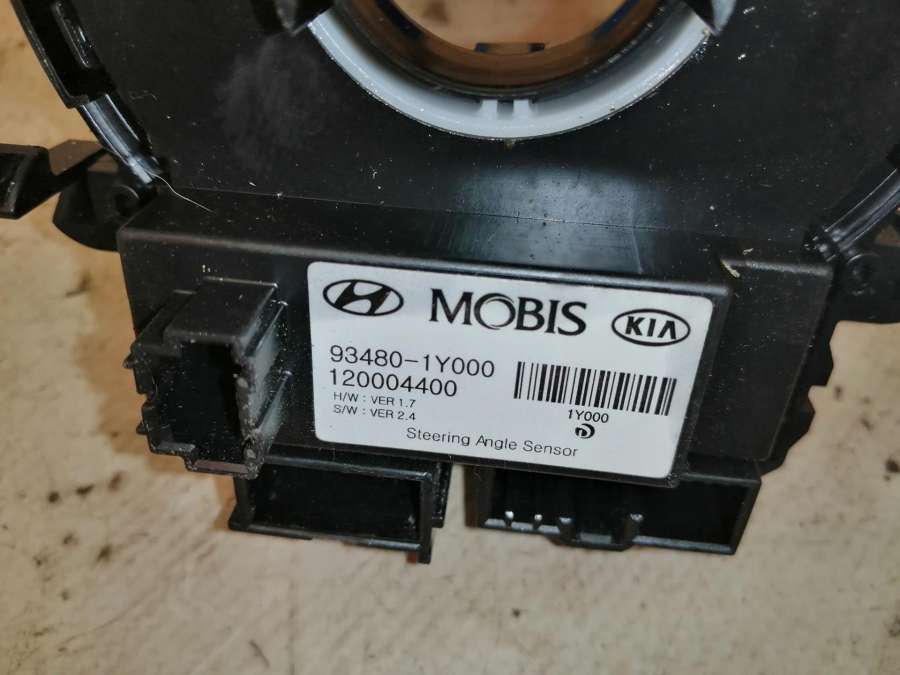 MOBIS KIA
93480-1Y000
120004400
H/W : VER 1.7
S/W : VER 2.4
1Y000
Steering Angle Sensor